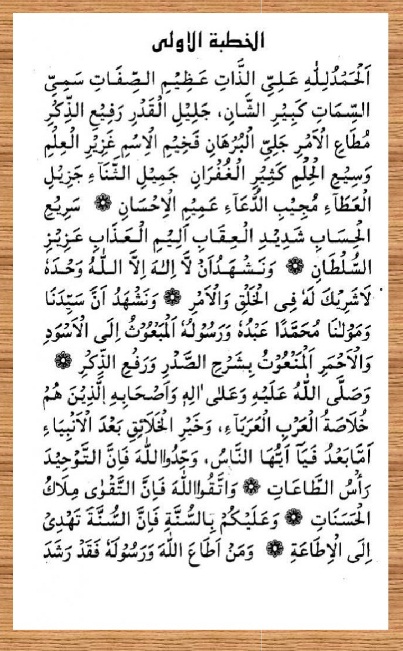 الخطبة الاولى
اَلْحَمْدُ لِلّٰهِ عَلِىِّ الذَّاتِ عَظِيْمِ الصِّفَاتِ سَمِىِّ
السِّمَاتِ كَبِيْرِ الشَّانِ، جَلِيْلِ الْقَدْرِ رَفِيْعِ الذِّكْرِ
مُطَاعِ الْاَمْرِ جَلِىِّ الْبُرْهَانِ فَخِيْمِ الْاِسْمِ غَزِيْرِ الْعِلْمِ
وَسِيْعِ الْحِلْمِ كَثِيْرِ الْغُفْرَانِ جَمِيْلِ الثَّنَاءِ جَزِيْلِ
الْعَطَاءِ مُجِيْبِ الدُّعَاءِ عَمِيْمِ الْاِحْسَانِ ۞ سَرِيْعِ
الْحِسَابِ شَدِيْدِ الْعِقَابِ اَلِيْمِ الْعَذَابِ عَزِيْزِ
السُّلْطَانِ ۞ وَنَشْهَدُ اَنْ لَّا اِلٰهَ اِلَّا اللّٰهُ وَحْدَهٗ
لَا شَرِيْكَ لَهٗ فِى الْخَلْقِ وَالْاَمْرِ ۞ وَنَشْهَدُ اَنَّ سَيِّدَنَا
وَمَوْلٰنَا مُحَمَّدًا عَبْدُهٗ وَرَسُوْلُهُ الْمَبْعُوْثُ اِلَى الْاَسْوَدِ
وَالْاَحْمَرِ اَلْمَنْعُوْتُ بِشَرْحِ الصَّدْرِ وَرَفْعِ الذِّكْرِ ۞
وَصَلَّى اللّٰهُ عَلَيْهِ وَعَلٰى اٰلِهٖ وَاَصْحَابِهِ الَّذِيْنَ هُمْ
خُلَاصَةُ الْعَرَبِ الْعَرَبَاءِ، وَخَيْرِ الْخَلَائِقِ بَعْدَ الْاَنْبِيَاءِ
اَمَّابَعْدُ فَيَآ اَيُّهَا النَّاسُ، وَحِّدُوا اللّٰهَ فَاِنَّ التَّوْحِيْدَ
رَاْسُ الطَّاعَاتِ ۞ وَاتَّقُوا اللّٰهَ فَاِنَّ التَّقْوٰى مِلَاكُ
الْحَسَنَاتِ ۞ وَعَلَيْكُمْ بِالسُّنَّةِ فَاِنَّ السُّنَّةَ تَهْدِىْ
اِلَى الْاِطَاعَةِ ۞ وَمَنْ اَطَاعَ اللّٰهَ وَرَسُوْلَهٗ فَقَدْ رَشَدَ